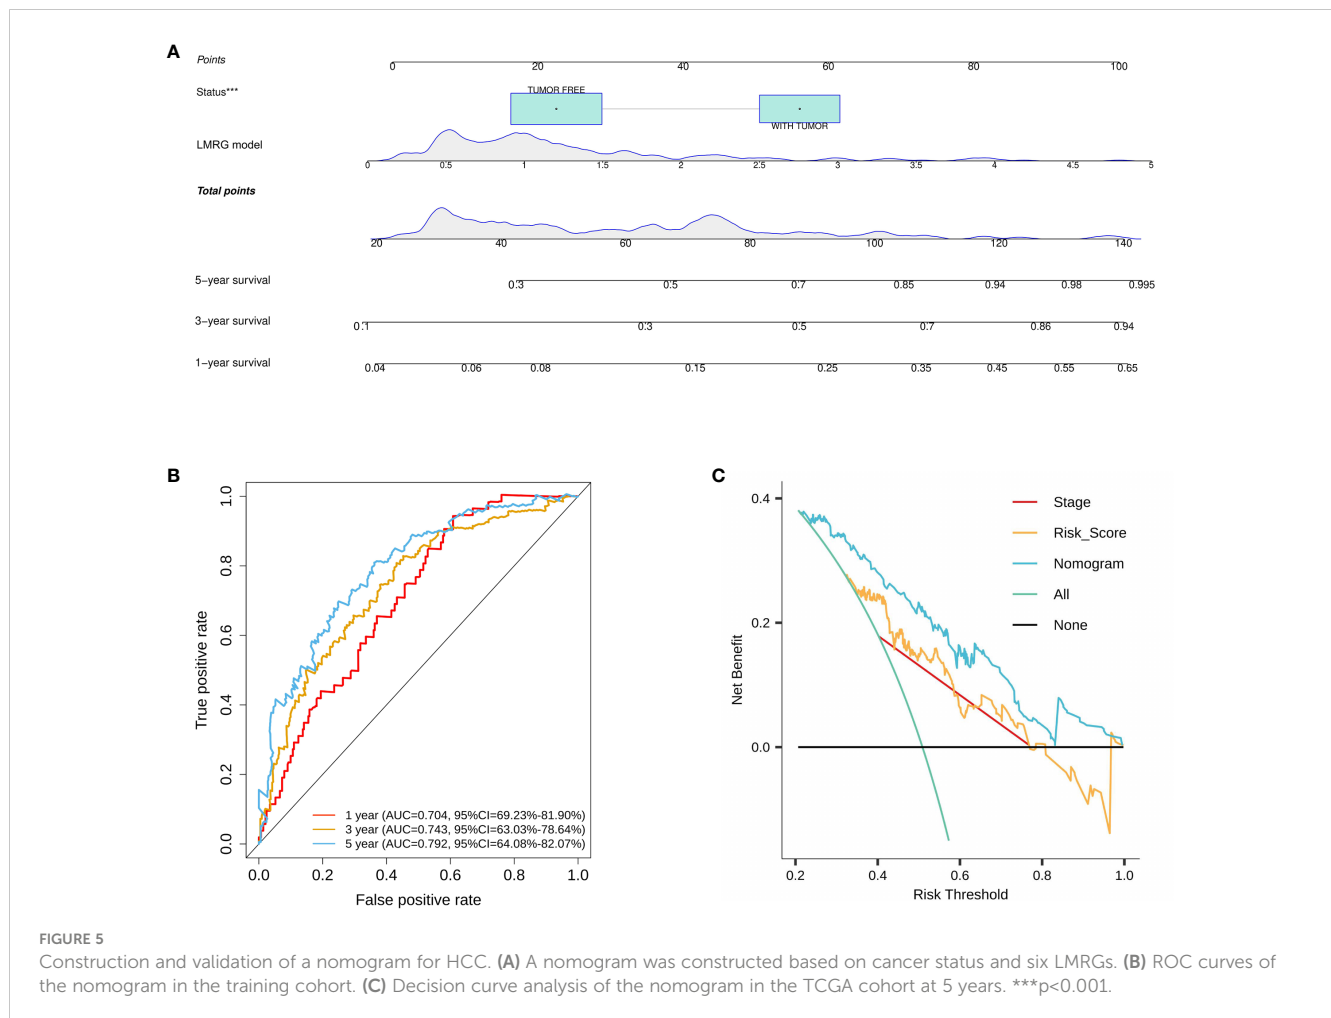 A
Points
0 20 40 60 80 100
Status***
TUMOR FREE
WITH TUMOR
LMRG model
0 0.5 1 1.5 2 2.5 3 3.5 4 4.5 5
Total points
20 40 60 80 100 120 140
5−year survival
0.3 0.5 0.7 0.85 0.94 0.98 0.995
3−year survival
0.1 0.3 0.5 0.7 0.86 0.94
1−year survival
0.04 0.06 0.08 0.15 0.25 0.35 0.45 0.55 0.65
B
True positive rate
1.0
0.8
0.6
0.4
0.2
0.0
1 year (AUC=0.704, 95%CI=69.23%-81.90%)
3 year (AUC=0.743, 95%CI=63.03%-78.64%)
5 year (AUC=0.792, 95%CI=64.08%-82.07%)
0.0 0.2 0.4 0.6 0.8 1.0
False positive rate
C
Net Benefit
0.4
0.2
0.0
Stage
Risk_Score
Nomogram
All
None
0.2 0.4 0.6 0.8 1.0
Risk Threshold
FIGURE 5
Construction and validation of a nomogram for HCC. (A) A nomogram was constructed based on cancer status and six LMRGs. (B) ROC curves of
the nomogram in the training cohort. (C) Decision curve analysis of the nomogram in the TCGA cohort at 5 years. ***p<0.001.